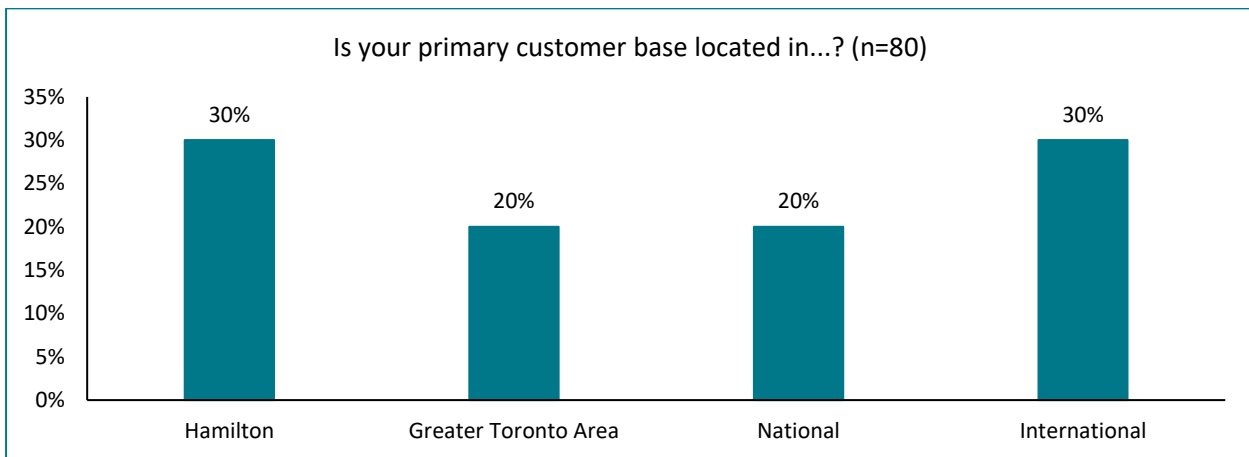 Is your primary customer base located in...? (n=80)
35%
30%
25%
20%
15%
10%
5%
0%
30%
20%
20%
30%
Hamilton
Greater Toronto Area
National
International